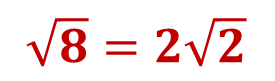 √8 = 2√2